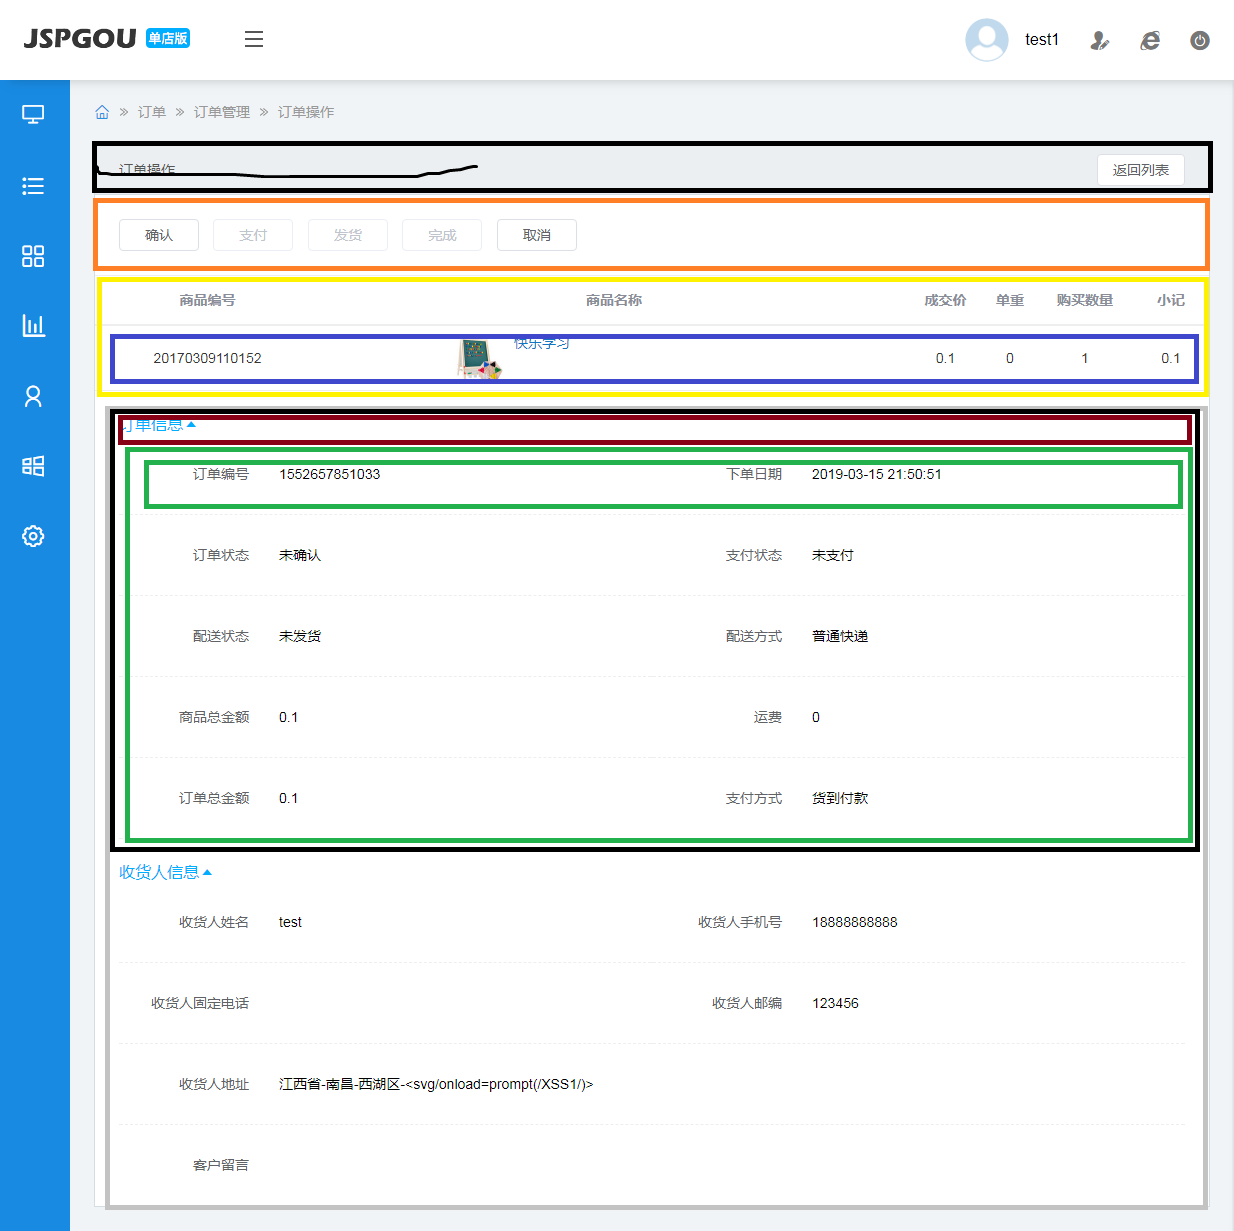 JSPGOU 单店版 test1
订单 订单管理 订单操作
订单操作 返回列表
确认 支付 发货 完成 取消
商品编号 商品名称 成交价 单重 购买数量 小记
20170309110152 快乐学习 0.1 0 1 0.1
订单信息
订单编号 1552657851033 下单日期 2019-03-15 21:50:51
订单状态 未确认 支付状态 未支付
配送状态 未发货 配送方式 普通快递
商品总金额 0.1 运费 0
订单总金额 0.1 支付方式 货到付款
收货人信息
收货人姓名 test 收货人手机号 18888888888
收货人固定电话 收货人邮编 123456
收货人地址 江西省-南昌-西湖区-<svg/onload=prompt(/XSS1/)>
客户留言